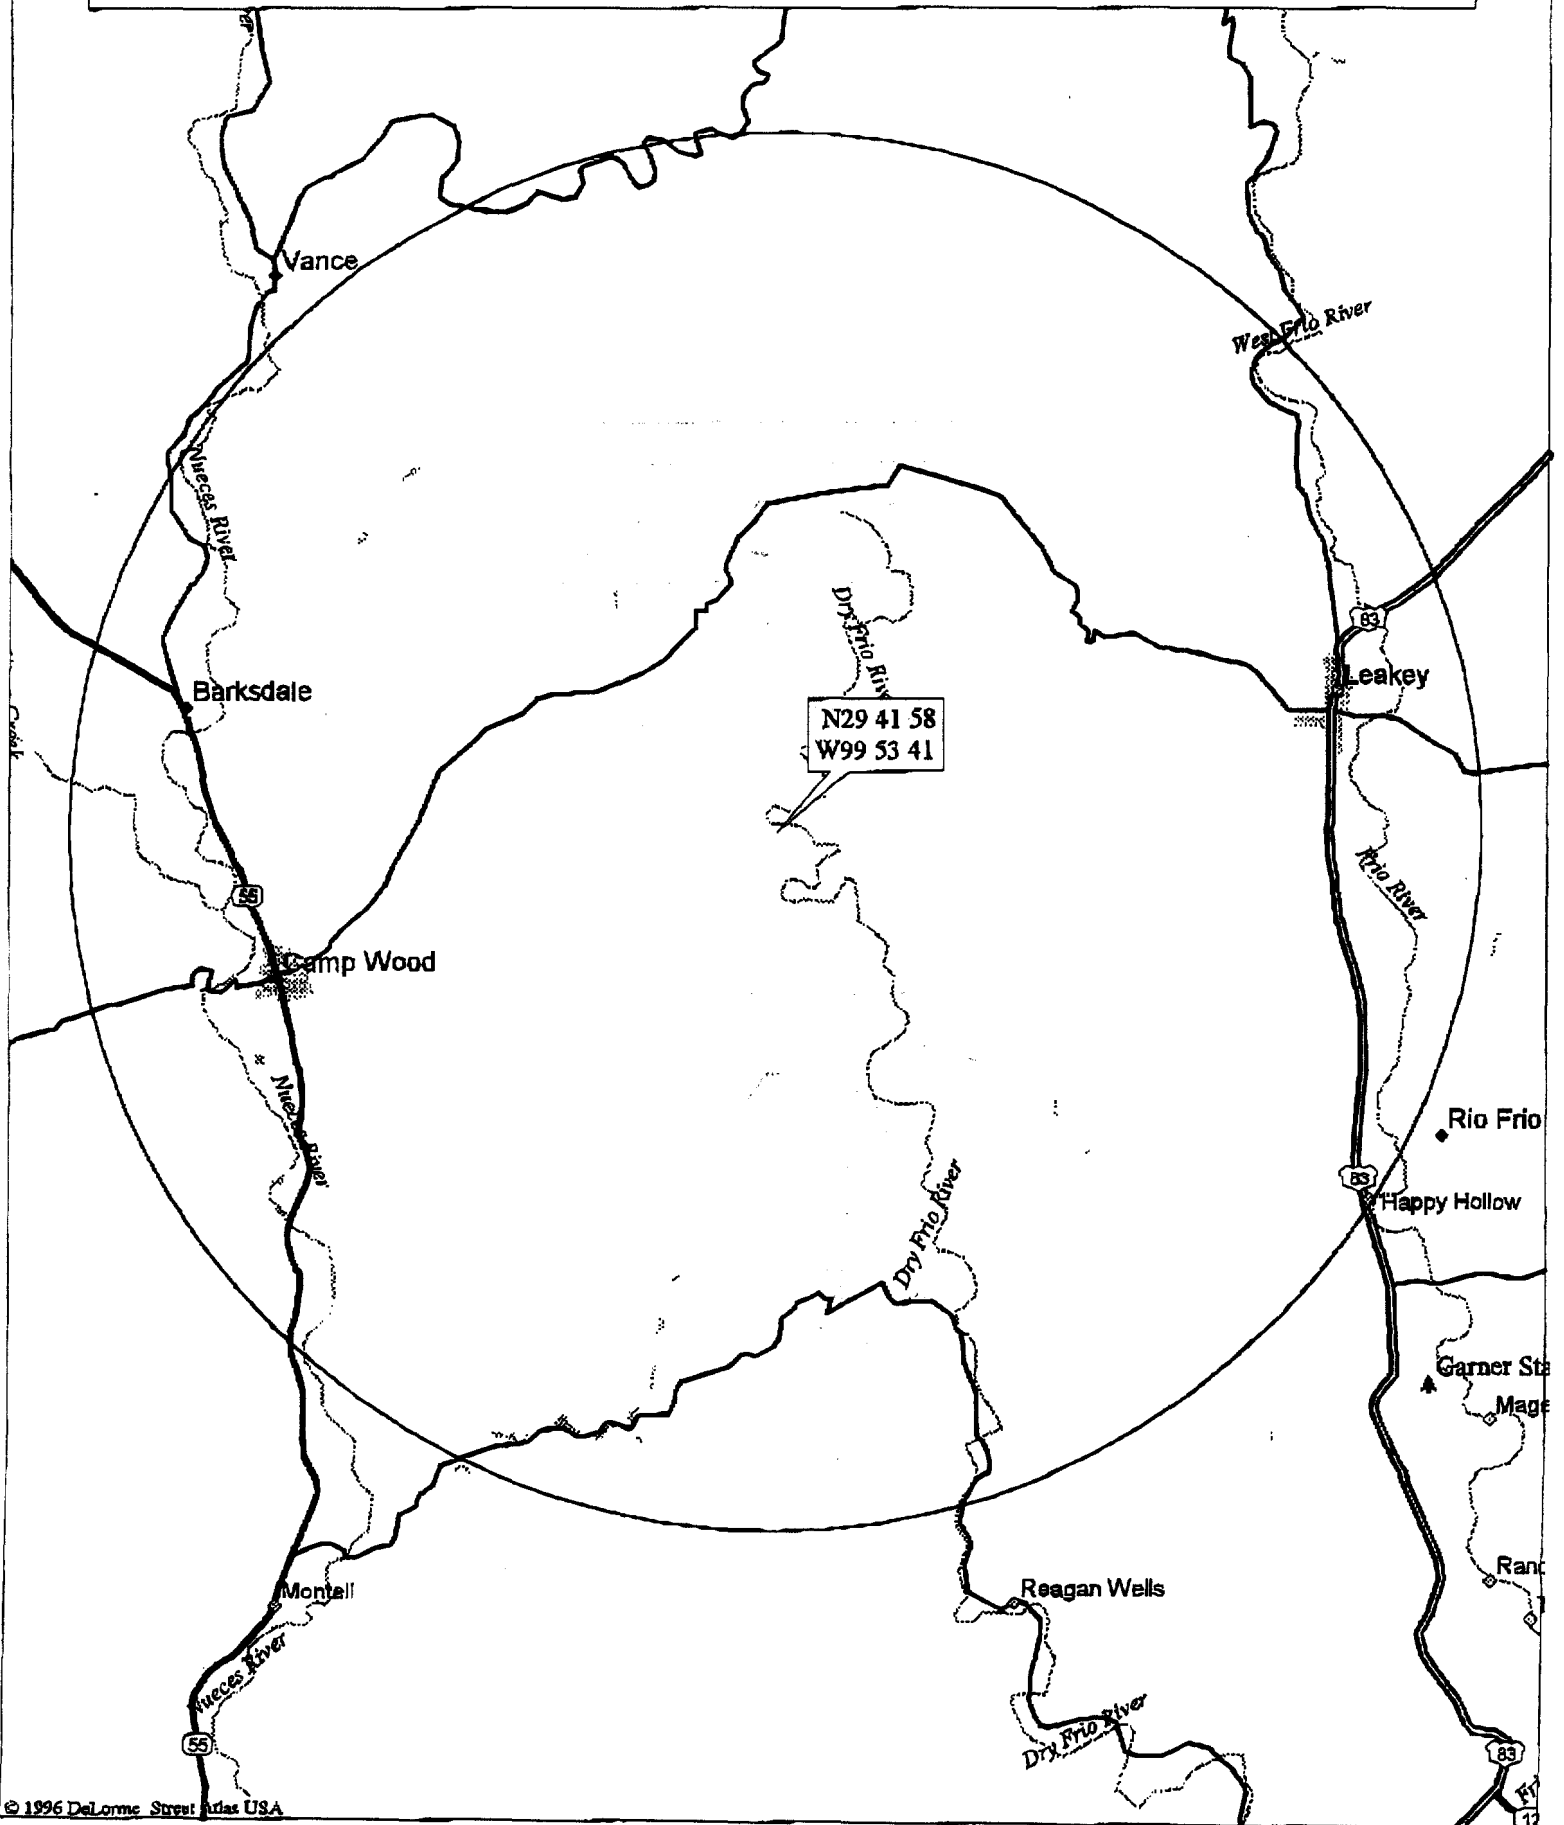 Vance
West Frio River
Nueces River
Dry Frio River
83
Barksdale
Leakey
N29 41 58
W99 53 41
Creek
55
Frio River
Camp Wood
Nueces River
Rio Frio
83
Happy Hollow
Dry Frio River
Garner Sta
Mage
Montell
Reagan Wells
Ranc
Nueces River
Dry Frio River
55
83
© 1996 DeLorme Street Atlas USA